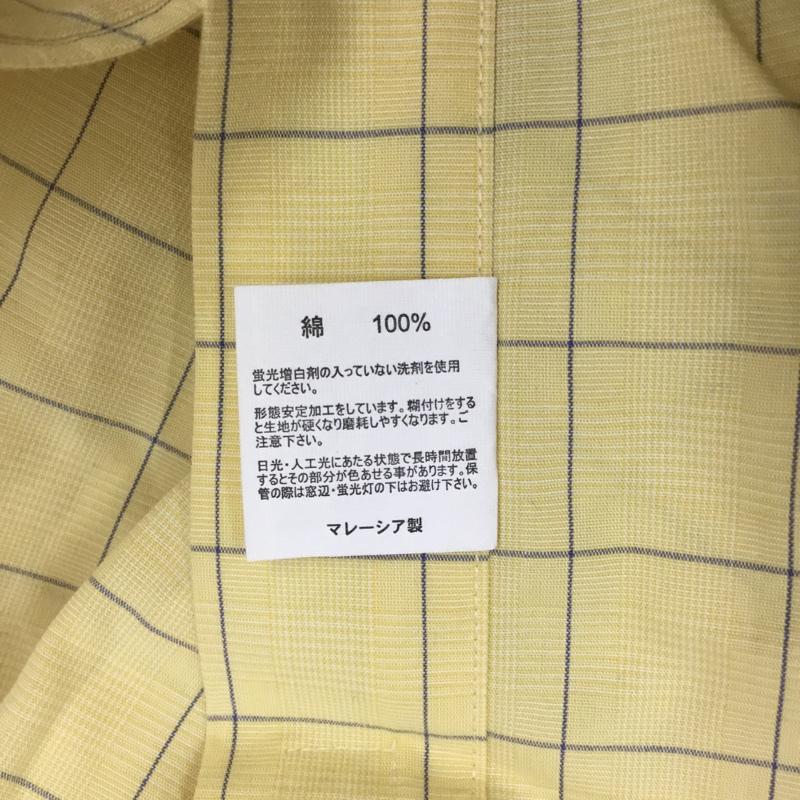 綿 100%
蛍光増白剤の入っていない洗剤を使用
してください。
形態安定加工をしています。糊付けをする
と生地が硬くなり磨耗しやすくなります。ご
注意下さい。
日光・人工光にあたる状態で長時間放置
するとその部分が色あせる事があります。保
管の際は窓辺・蛍光灯の下はお避け下さい。
マレーシア製